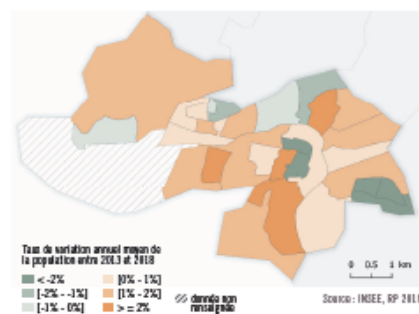 Taux de variation annuel moyen de
la population entre 2013 et 2018
< -2%
[-2% - -1%]
[-1% - 0%]
[0% - 1%]
[1% - 2%]
> = 2%
donnée non
renseignée
0 0.5 1 km
Source : INSEE, RP 2018